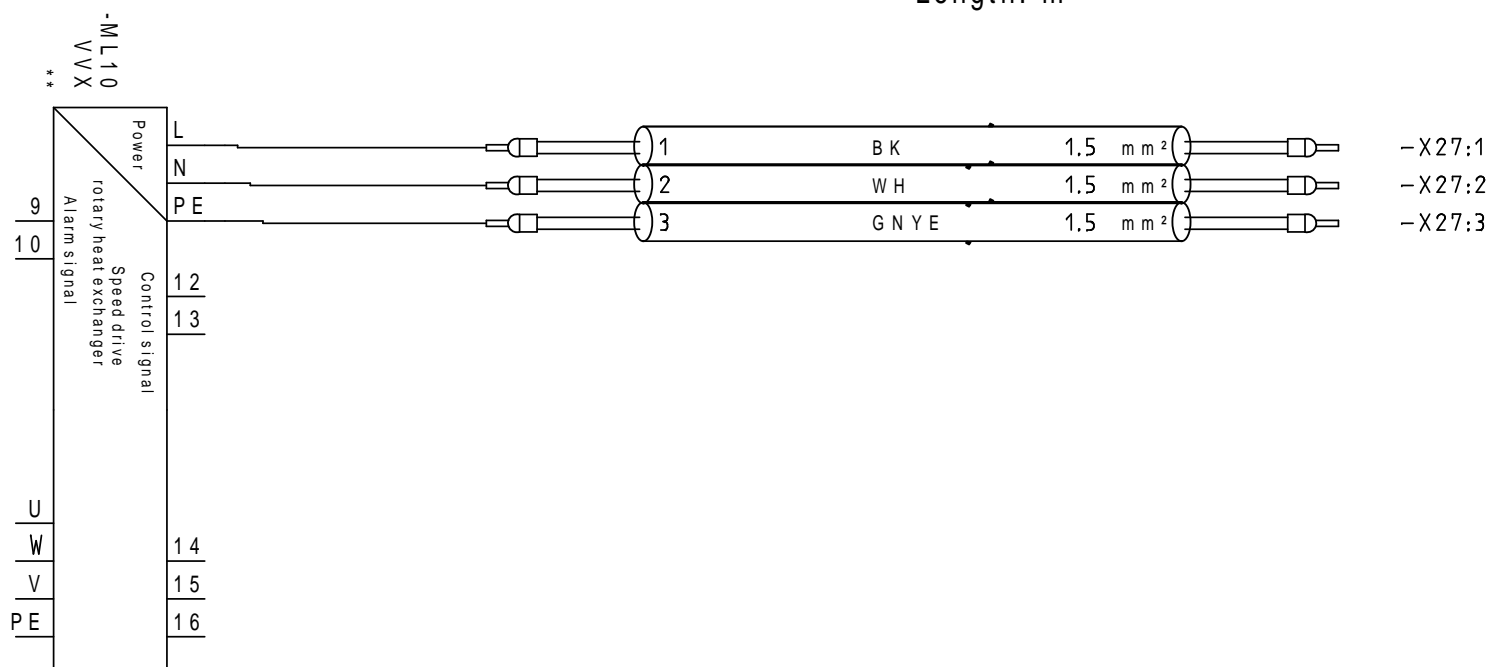 -ML10
VVX
**
Power
L
N
PE
1 BK 1.5 mm² -X27:1
2 WH 1.5 mm² -X27:2
3 GNYE 1.5 mm² -X27:3
9
10
Alarm signal
rotary heat exchanger
Speed drive
Control signal
12
13
U
W
V
PE
14
15
16